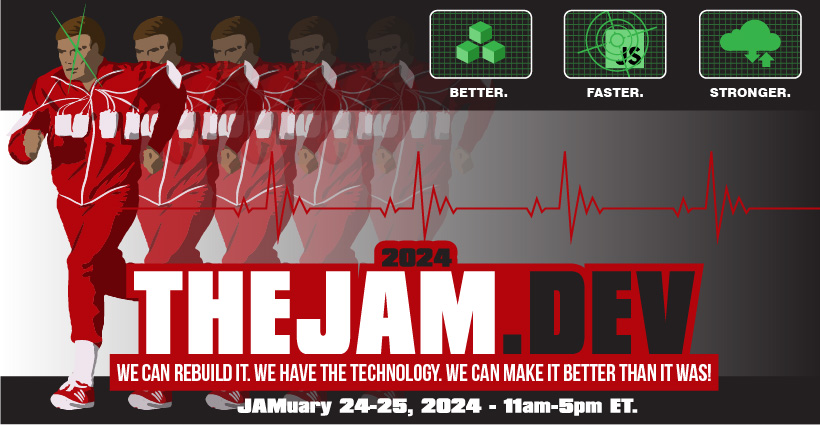 BETTER.
JS
FASTER.
STRONGER.
2024
THEJAM.DEV
WE CAN REBUILD IT. WE HAVE THE TECHNOLOGY. WE CAN MAKE IT BETTER THAN IT WAS!
JAMuary 24-25, 2024 - 11am-5pm ET.